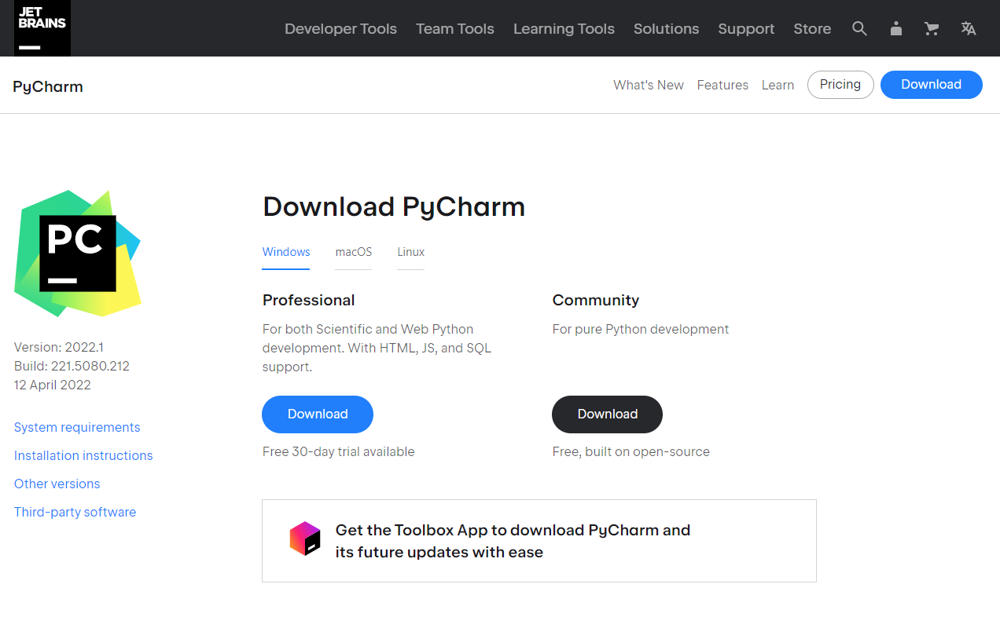 JET
BRAINS
Developer Tools Team Tools Learning Tools Solutions Support Store
PyCharm
What's New Features Learn Pricing Download
PC
Version: 2022.1
Build: 221.5080.212
12 April 2022
System requirements
Installation instructions
Other versions
Third-party software
Download PyCharm
Windows macOS Linux
Professional
For both Scientific and Web Python
development. With HTML, JS, and SQL
support.
Download
Free 30-day trial available
Community
For pure Python development
Download
Free, built on open-source
Get the Toolbox App to download PyCharm and
its future updates with ease